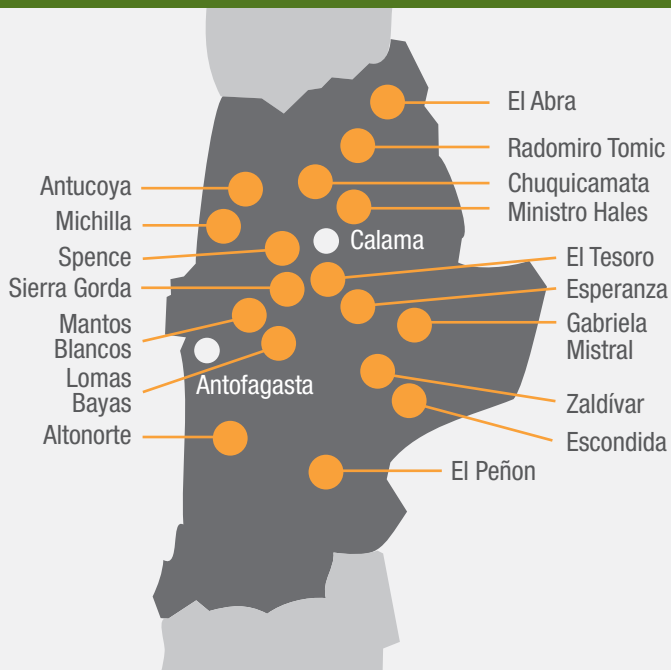 El Abra
Radomiro Tomic
Antucoya
Chuquicamata
Michilla
Ministro Hales
Calama
Spence
El Tesoro
Sierra Gorda
Esperanza
Mantos
Blancos
Gabriela
Mistral
Lomas
Bayas
Antofagasta
Zaldívar
Altonorte
Escondida
El Peñon